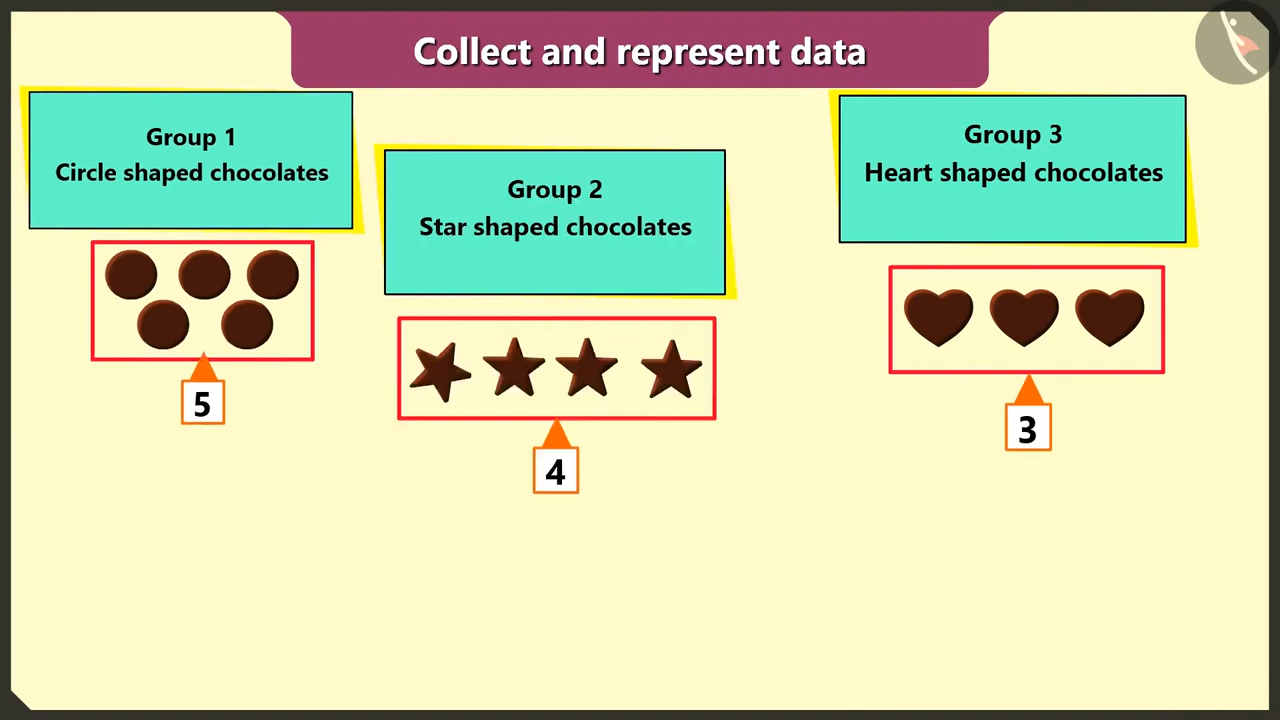 Collect and represent data
Group 1
Circle shaped chocolates
5
Group 2
Star shaped chocolates
4
Group 3
Heart shaped chocolates
3